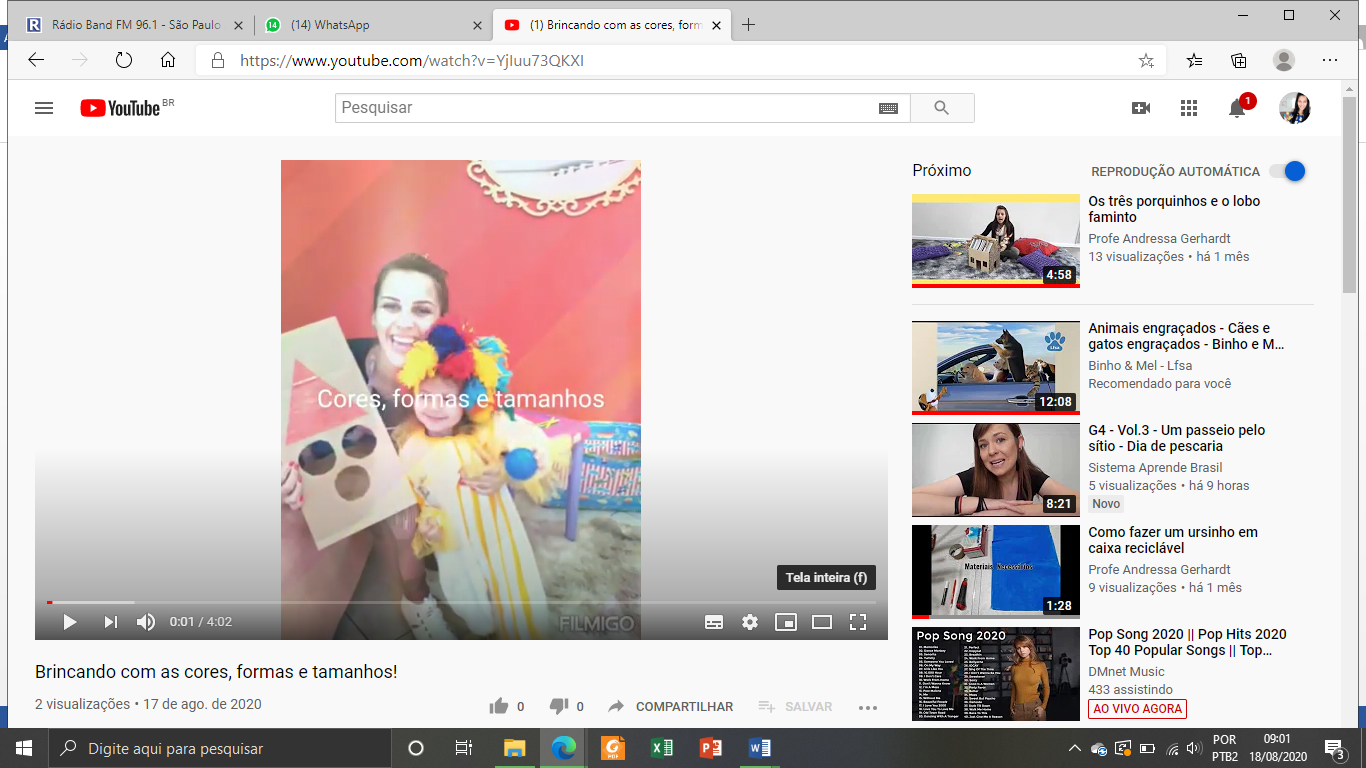 Rádio Band FM 96.1 - São Paulo
(14) WhatsApp
(1) Brincando com as cores, form
https://www.youtube.com/watch?v=YjIuu73QKXI
YouTube BR
Pesquisar
1
Cores, formas e tamanhos
FILMIGO
Tela inteira (f)
0:01 / 4:02
Brincando com as cores, formas e tamanhos!
2 visualizações • 17 de ago. de 2020
0
0
COMPARTILHAR
SALVAR
Próximo
REPRODUÇÃO AUTOMÁTICA
4:58
Os três porquinhos e o lobo
faminto
Profe Andressa Gerhardt
13 visualizações • há 1 mês
Lfsa
12:08
Animais engraçados - Cães e
gatos engraçados - Binho e M...
Binho & Mel - Lfsa
Recomendado para você
8:21
G4 - Vol.3 - Um passeio pelo
sítio - Dia de pescaria
Sistema Aprende Brasil
5 visualizações • há 9 horas
Novo
Materiais Necessários
1:28
Como fazer um ursinho em
caixa reciclável
Profe Andressa Gerhardt
9 visualizações • há 1 mês
Pop Song 2020
Pop Song 2020 || Pop Hits 2020
Top 40 Popular Songs || Top...
DMnet Music
433 assistindo
AO VIVO AGORA
Digite aqui para pesquisar
POR
PTB2
09:01
18/08/2020
3